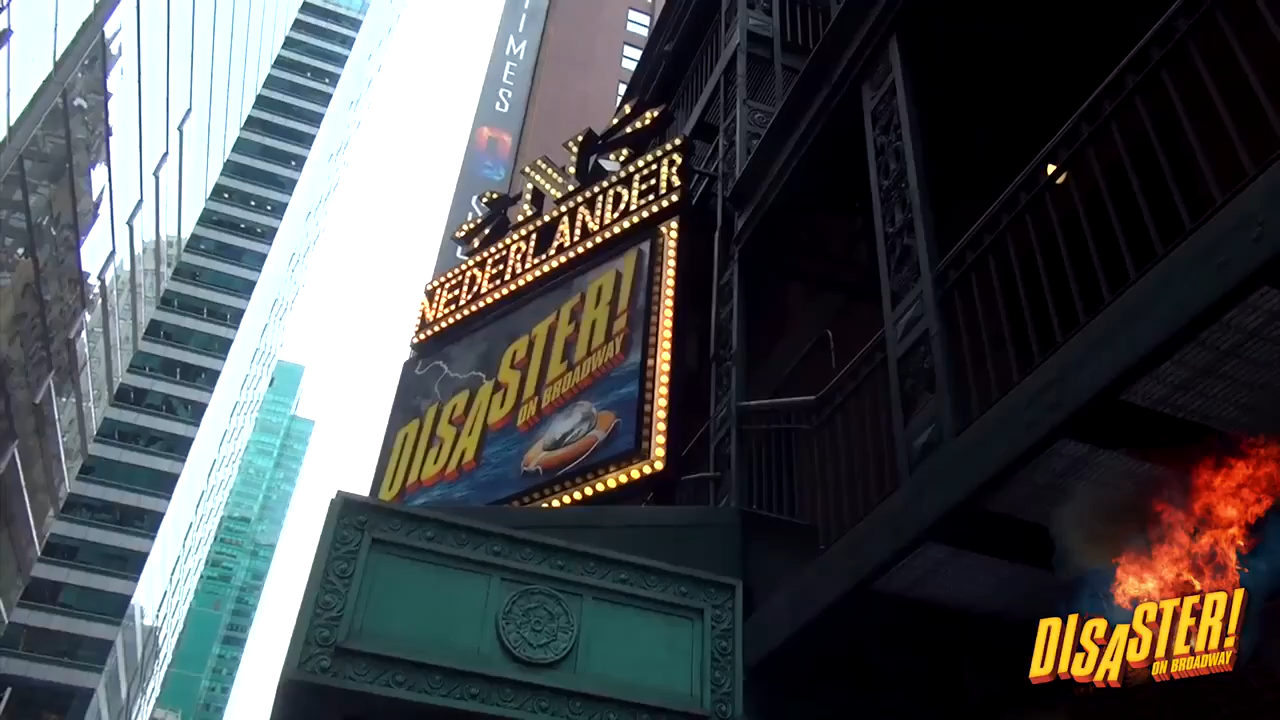 TIMES
NEDERLANDER
DISASTER!
ON BROADWAY
DISASTER!
ON BROADWAY